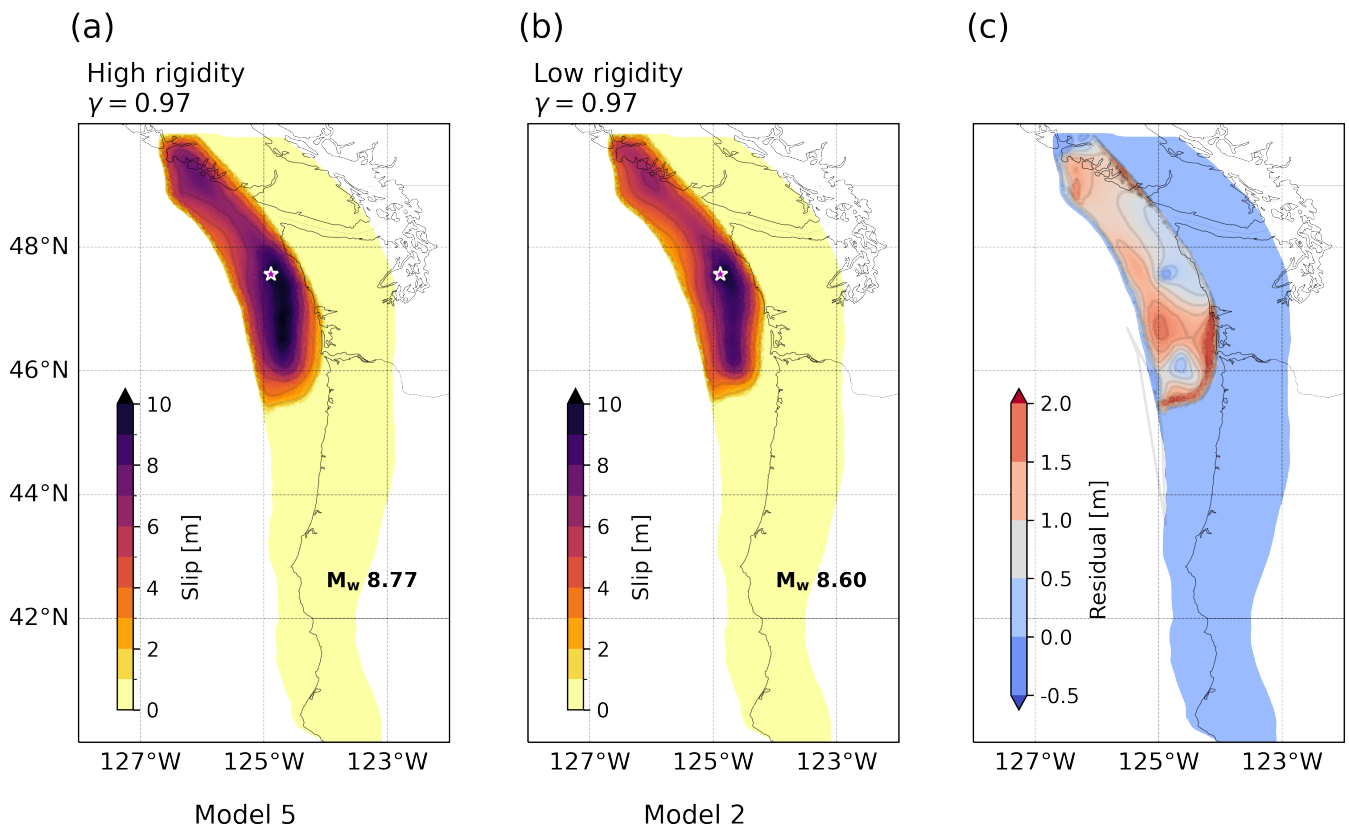 (a)
High rigidity
γ = 0.97
48°N
46°N
44°N
42°N
10
8
6
4
2
0
Slip [m]
Mw 8.77
127°W 125°W 123°W
Model 5
(b)
Low rigidity
γ = 0.97
10
8
6
4
2
0
Slip [m]
Mw 8.60
127°W 125°W 123°W
Model 2
(c)
2.0
1.5
1.0
0.5
0.0
-0.5
Residual [m]
127°W 125°W 123°W